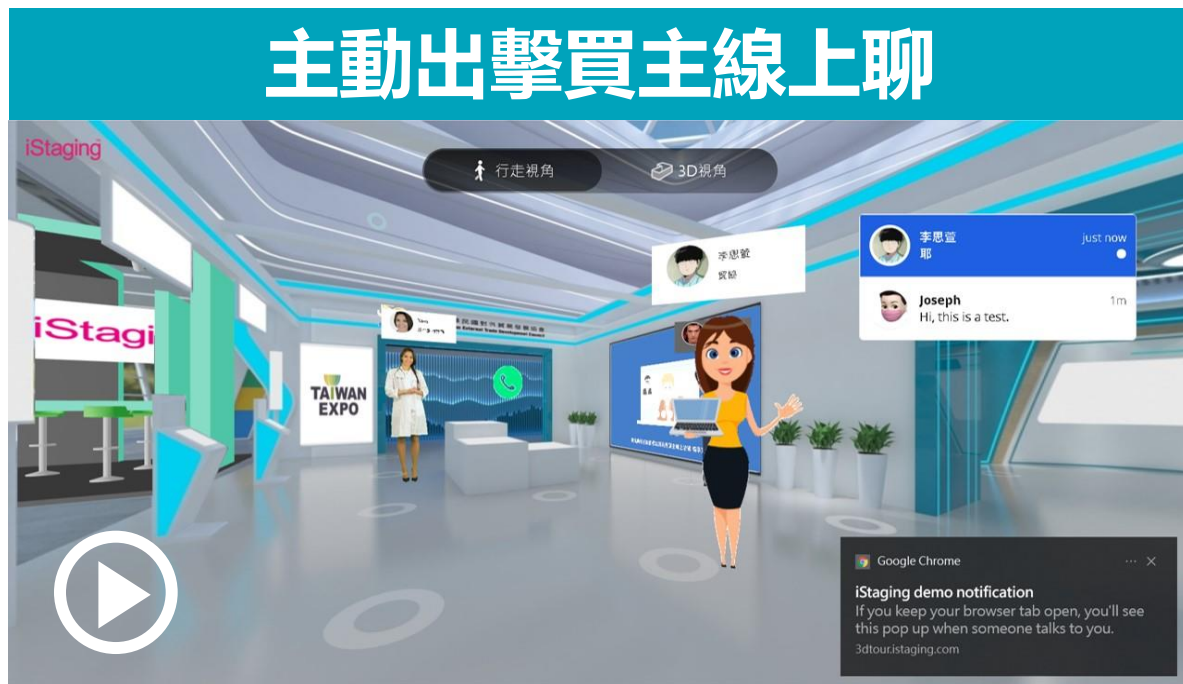 主動出擊買主線上聊
iStaging
行走視角
3D視角
李思萱
just now
耶
Joseph
1m
Hi, this is a test.
李思萱
貿協
iStagi
TAIWAN
EXPO
Google Chrome
iStaging demo notification
If you keep your browser tab open, you'll see
this pop up when someone talks to you.
3dtour.istaging.com